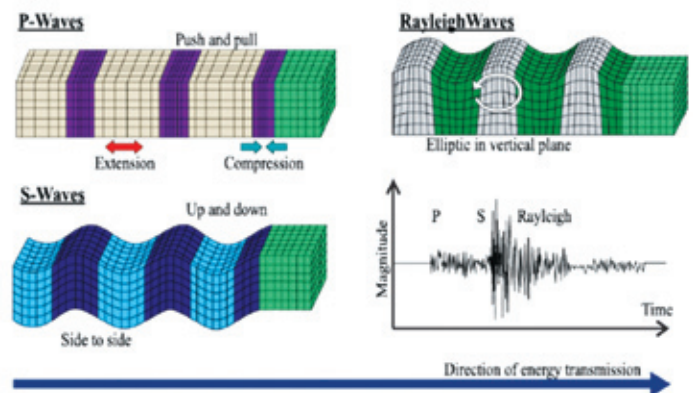 P-Waves
Push and pull
Extension
Compression
S-Waves
Up and down
Side to side
RayleighWaves
Elliptic in vertical plane
P S Rayleigh
Magnitude
Time
Direction of energy transmission